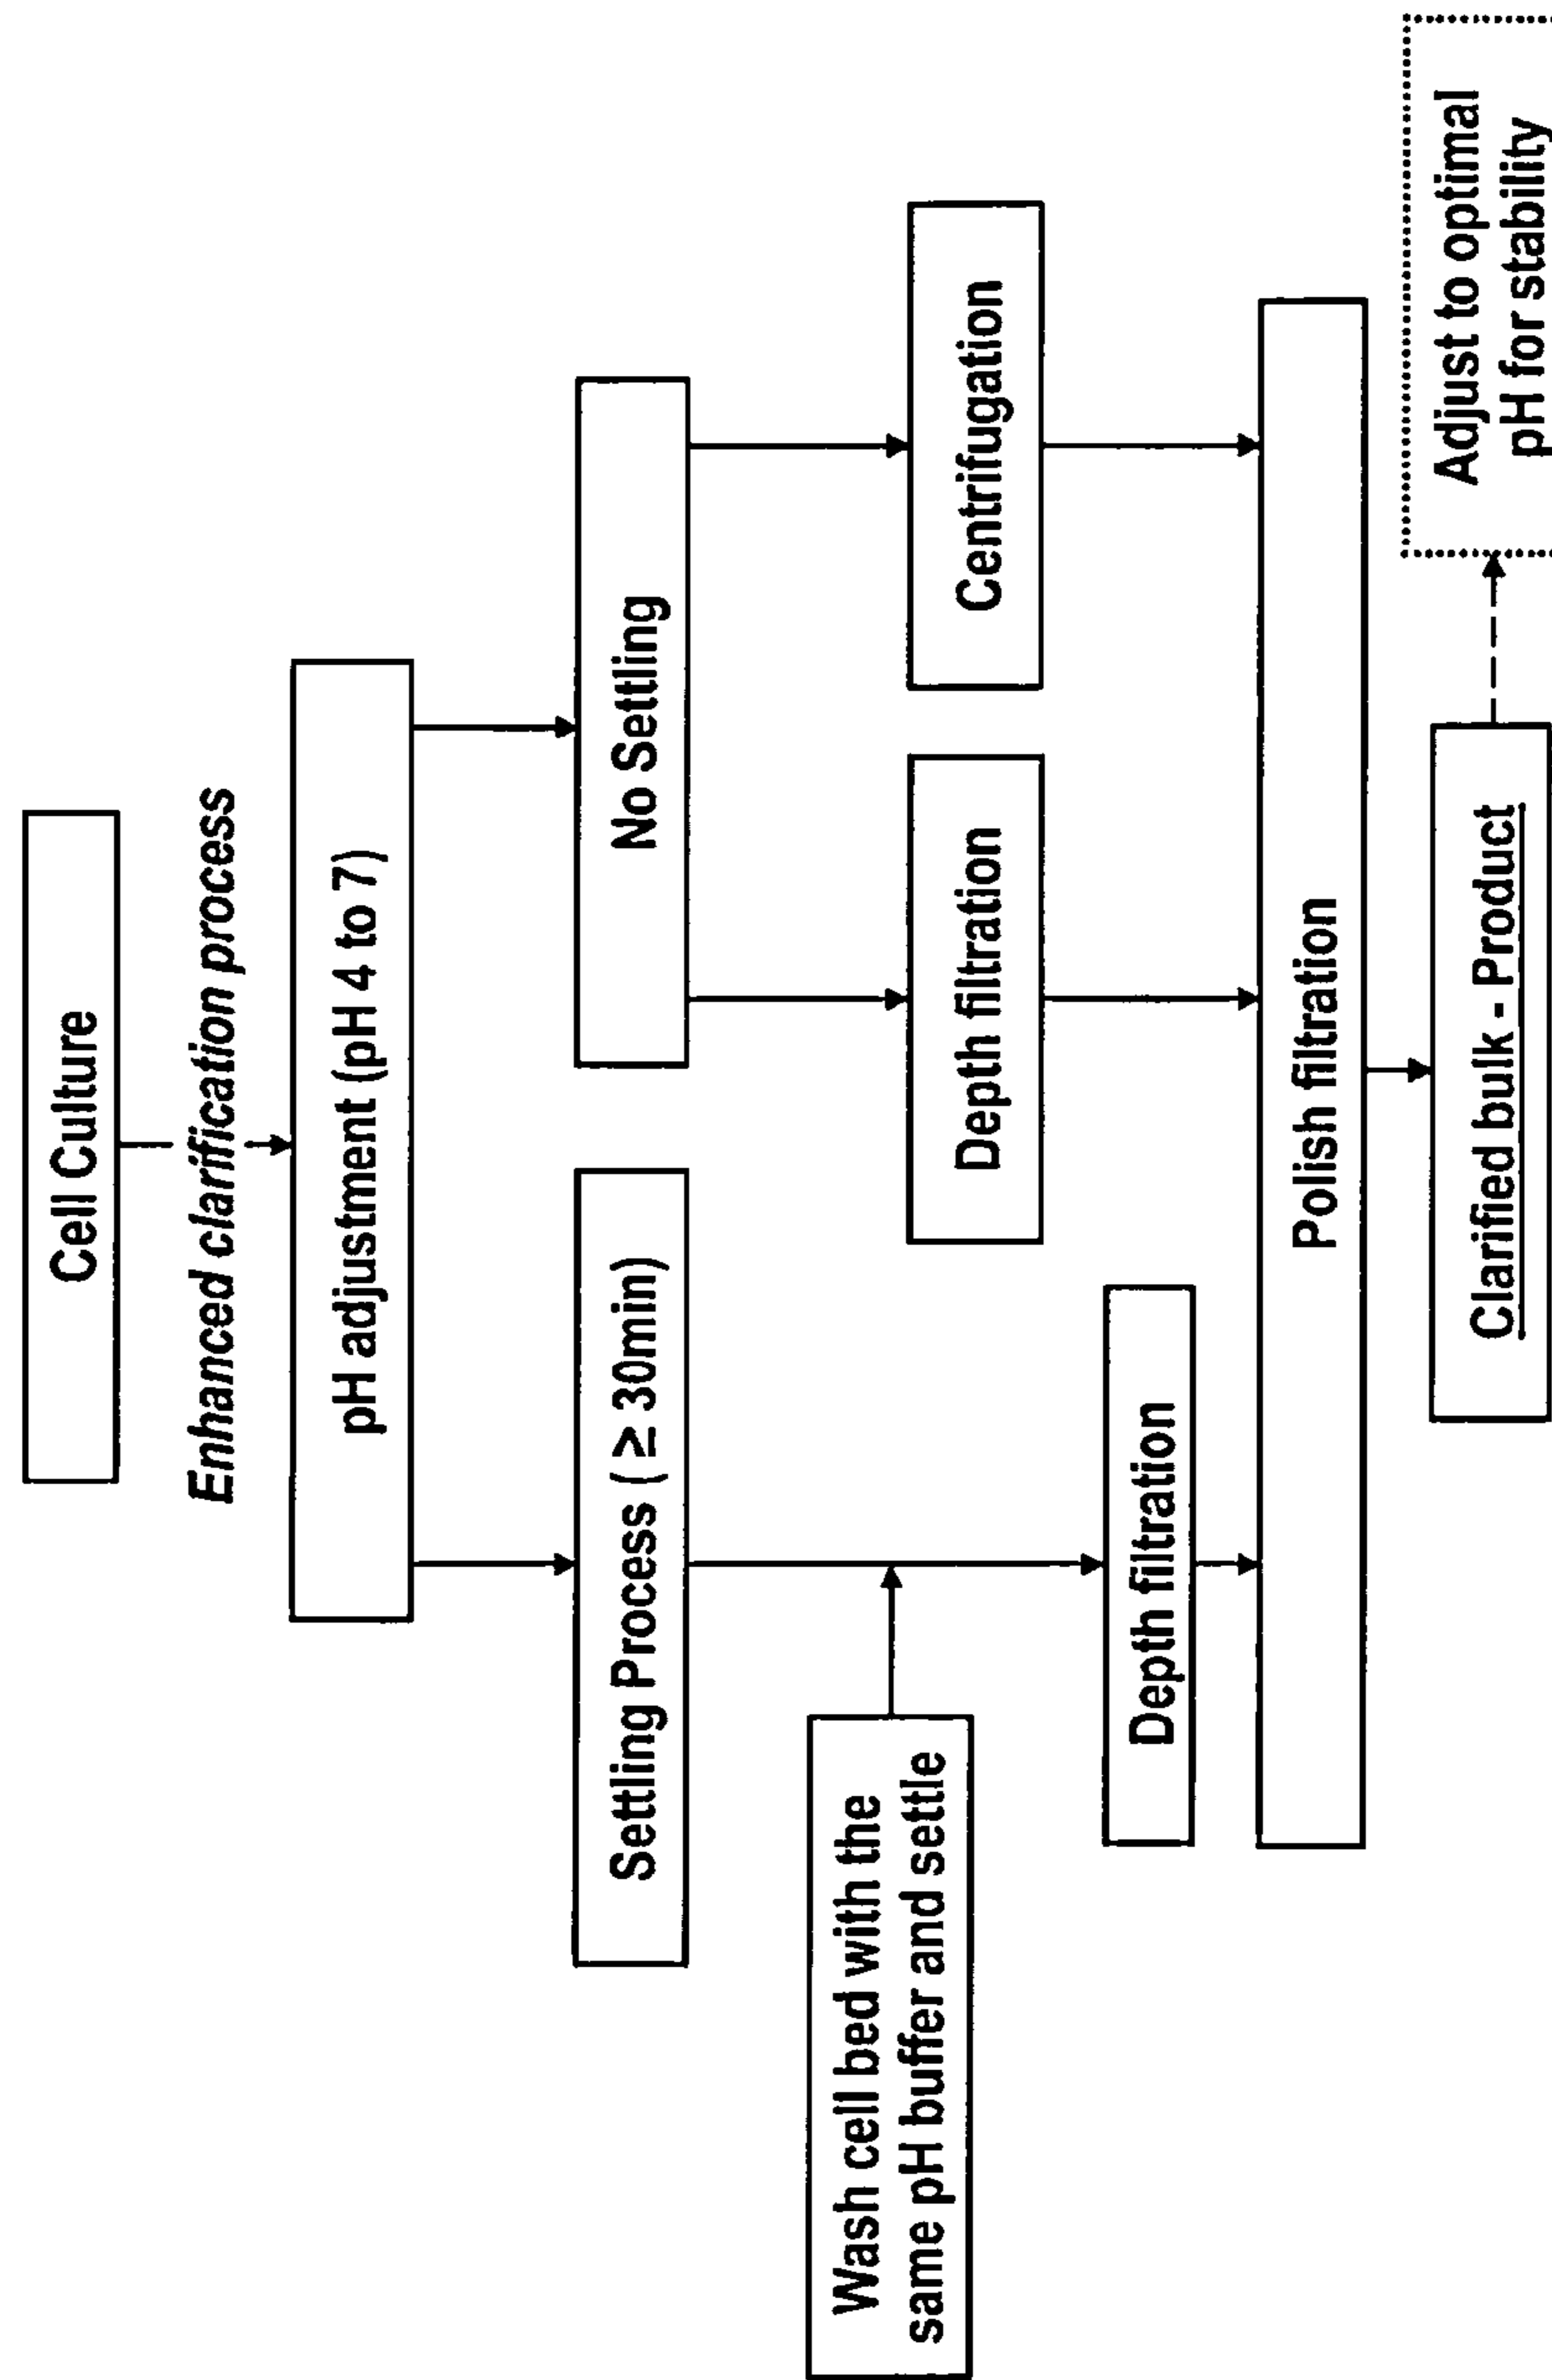 Cell Culture
Enhanced clarification process
pH adjustment (pH 4 to 7)
Settling Process ( ≥ 30min)
No Settling
Wash cell bed with the
same pH buffer and settle
Depth filtration
Centrifugation
Depth filtration
Polish filtration
Clarified bulk - Product
Adjust to optimal
pH for stability